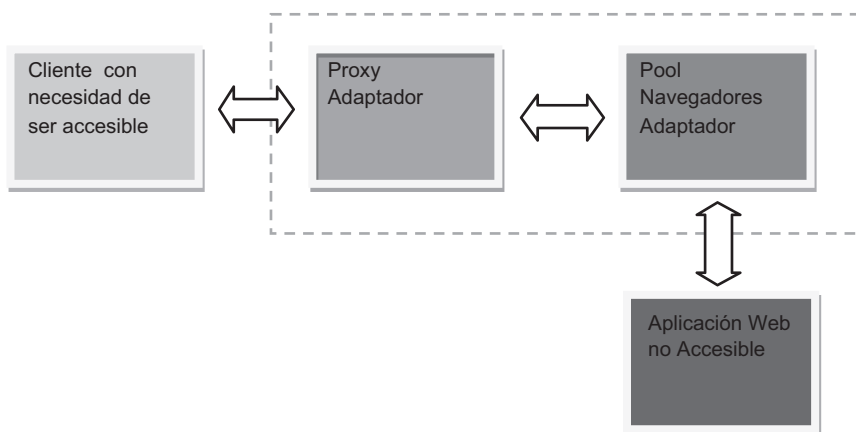 Cliente con
necesidad de
ser accesible
Proxy
Adaptador
Pool
Navegadores
Adaptador
Aplicación Web
no Accesible